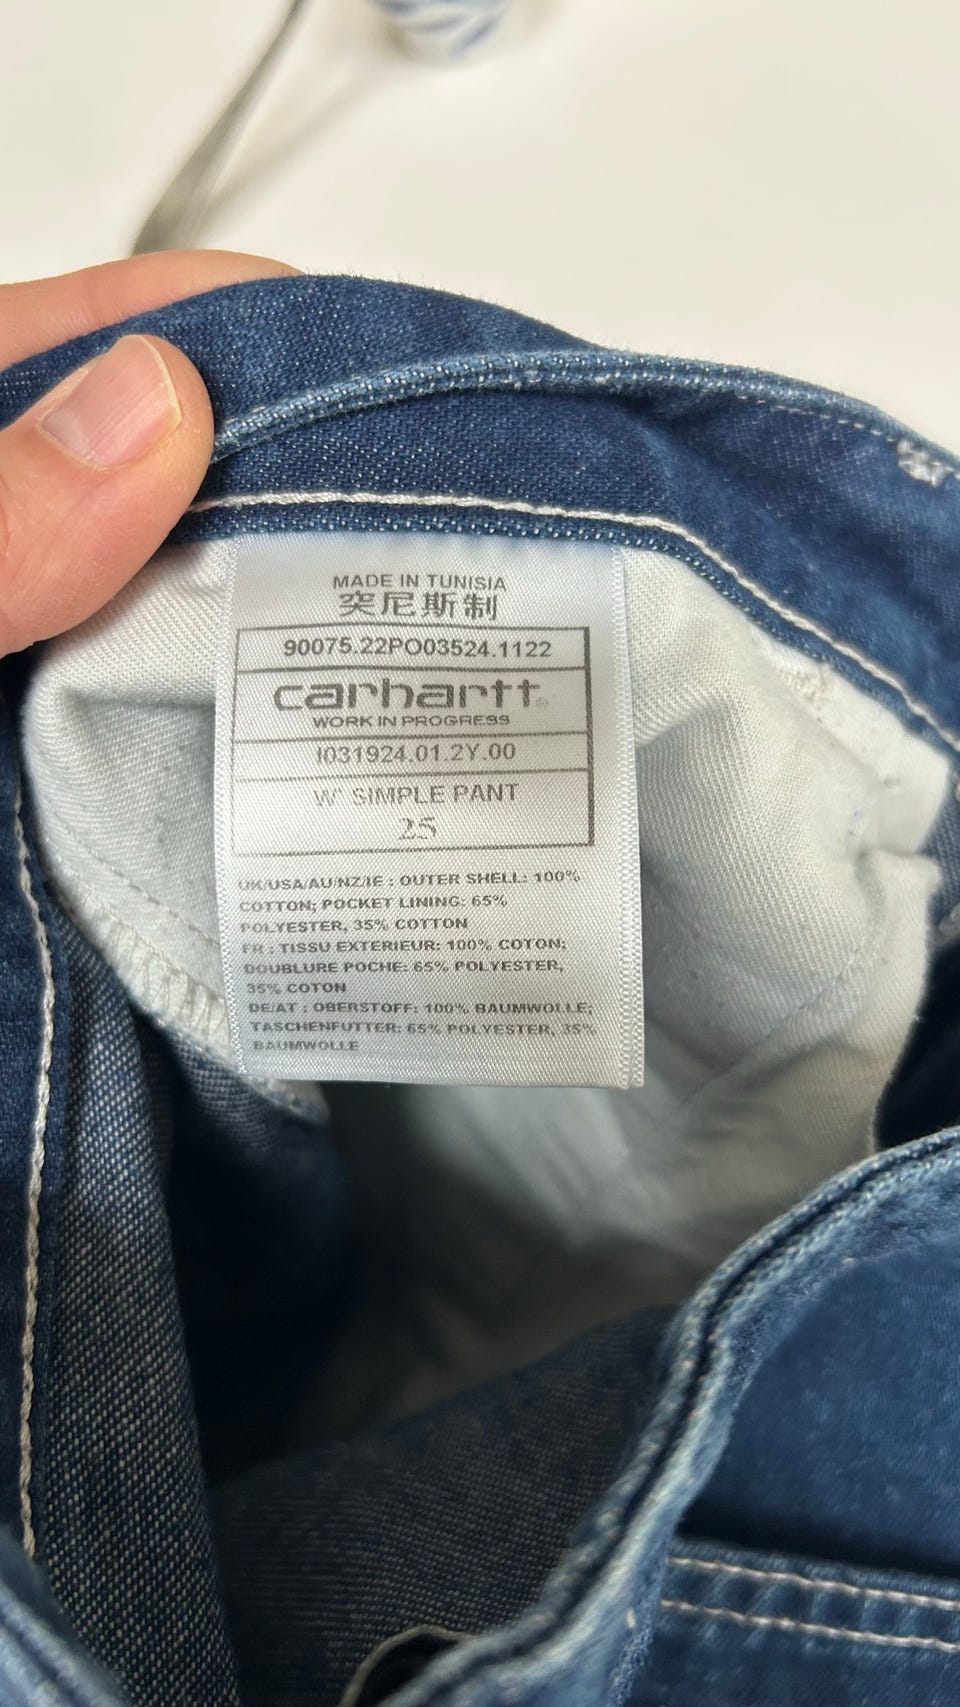 MADE IN TUNISIA
突尼斯制
90075.22PO03524.1122
carhartt®
WORK IN PROGRESS
I031924.01.2Y.00
W' SIMPLE PANT
25
UK/USA/AU/NZ/IE : OUTER SHELL: 100%
COTTON; POCKET LINING: 65%
POLYESTER, 35% COTTON
FR : TISSU EXTERIEUR: 100% COTON;
DOUBLURE POCHE: 65% POLYESTER,
35% COTON
DE/AT : OBERSTOFF: 100% BAUMWOLLE;
TASCHENFUTTER: 65% POLYESTER, 35%
BAUMWOLLE